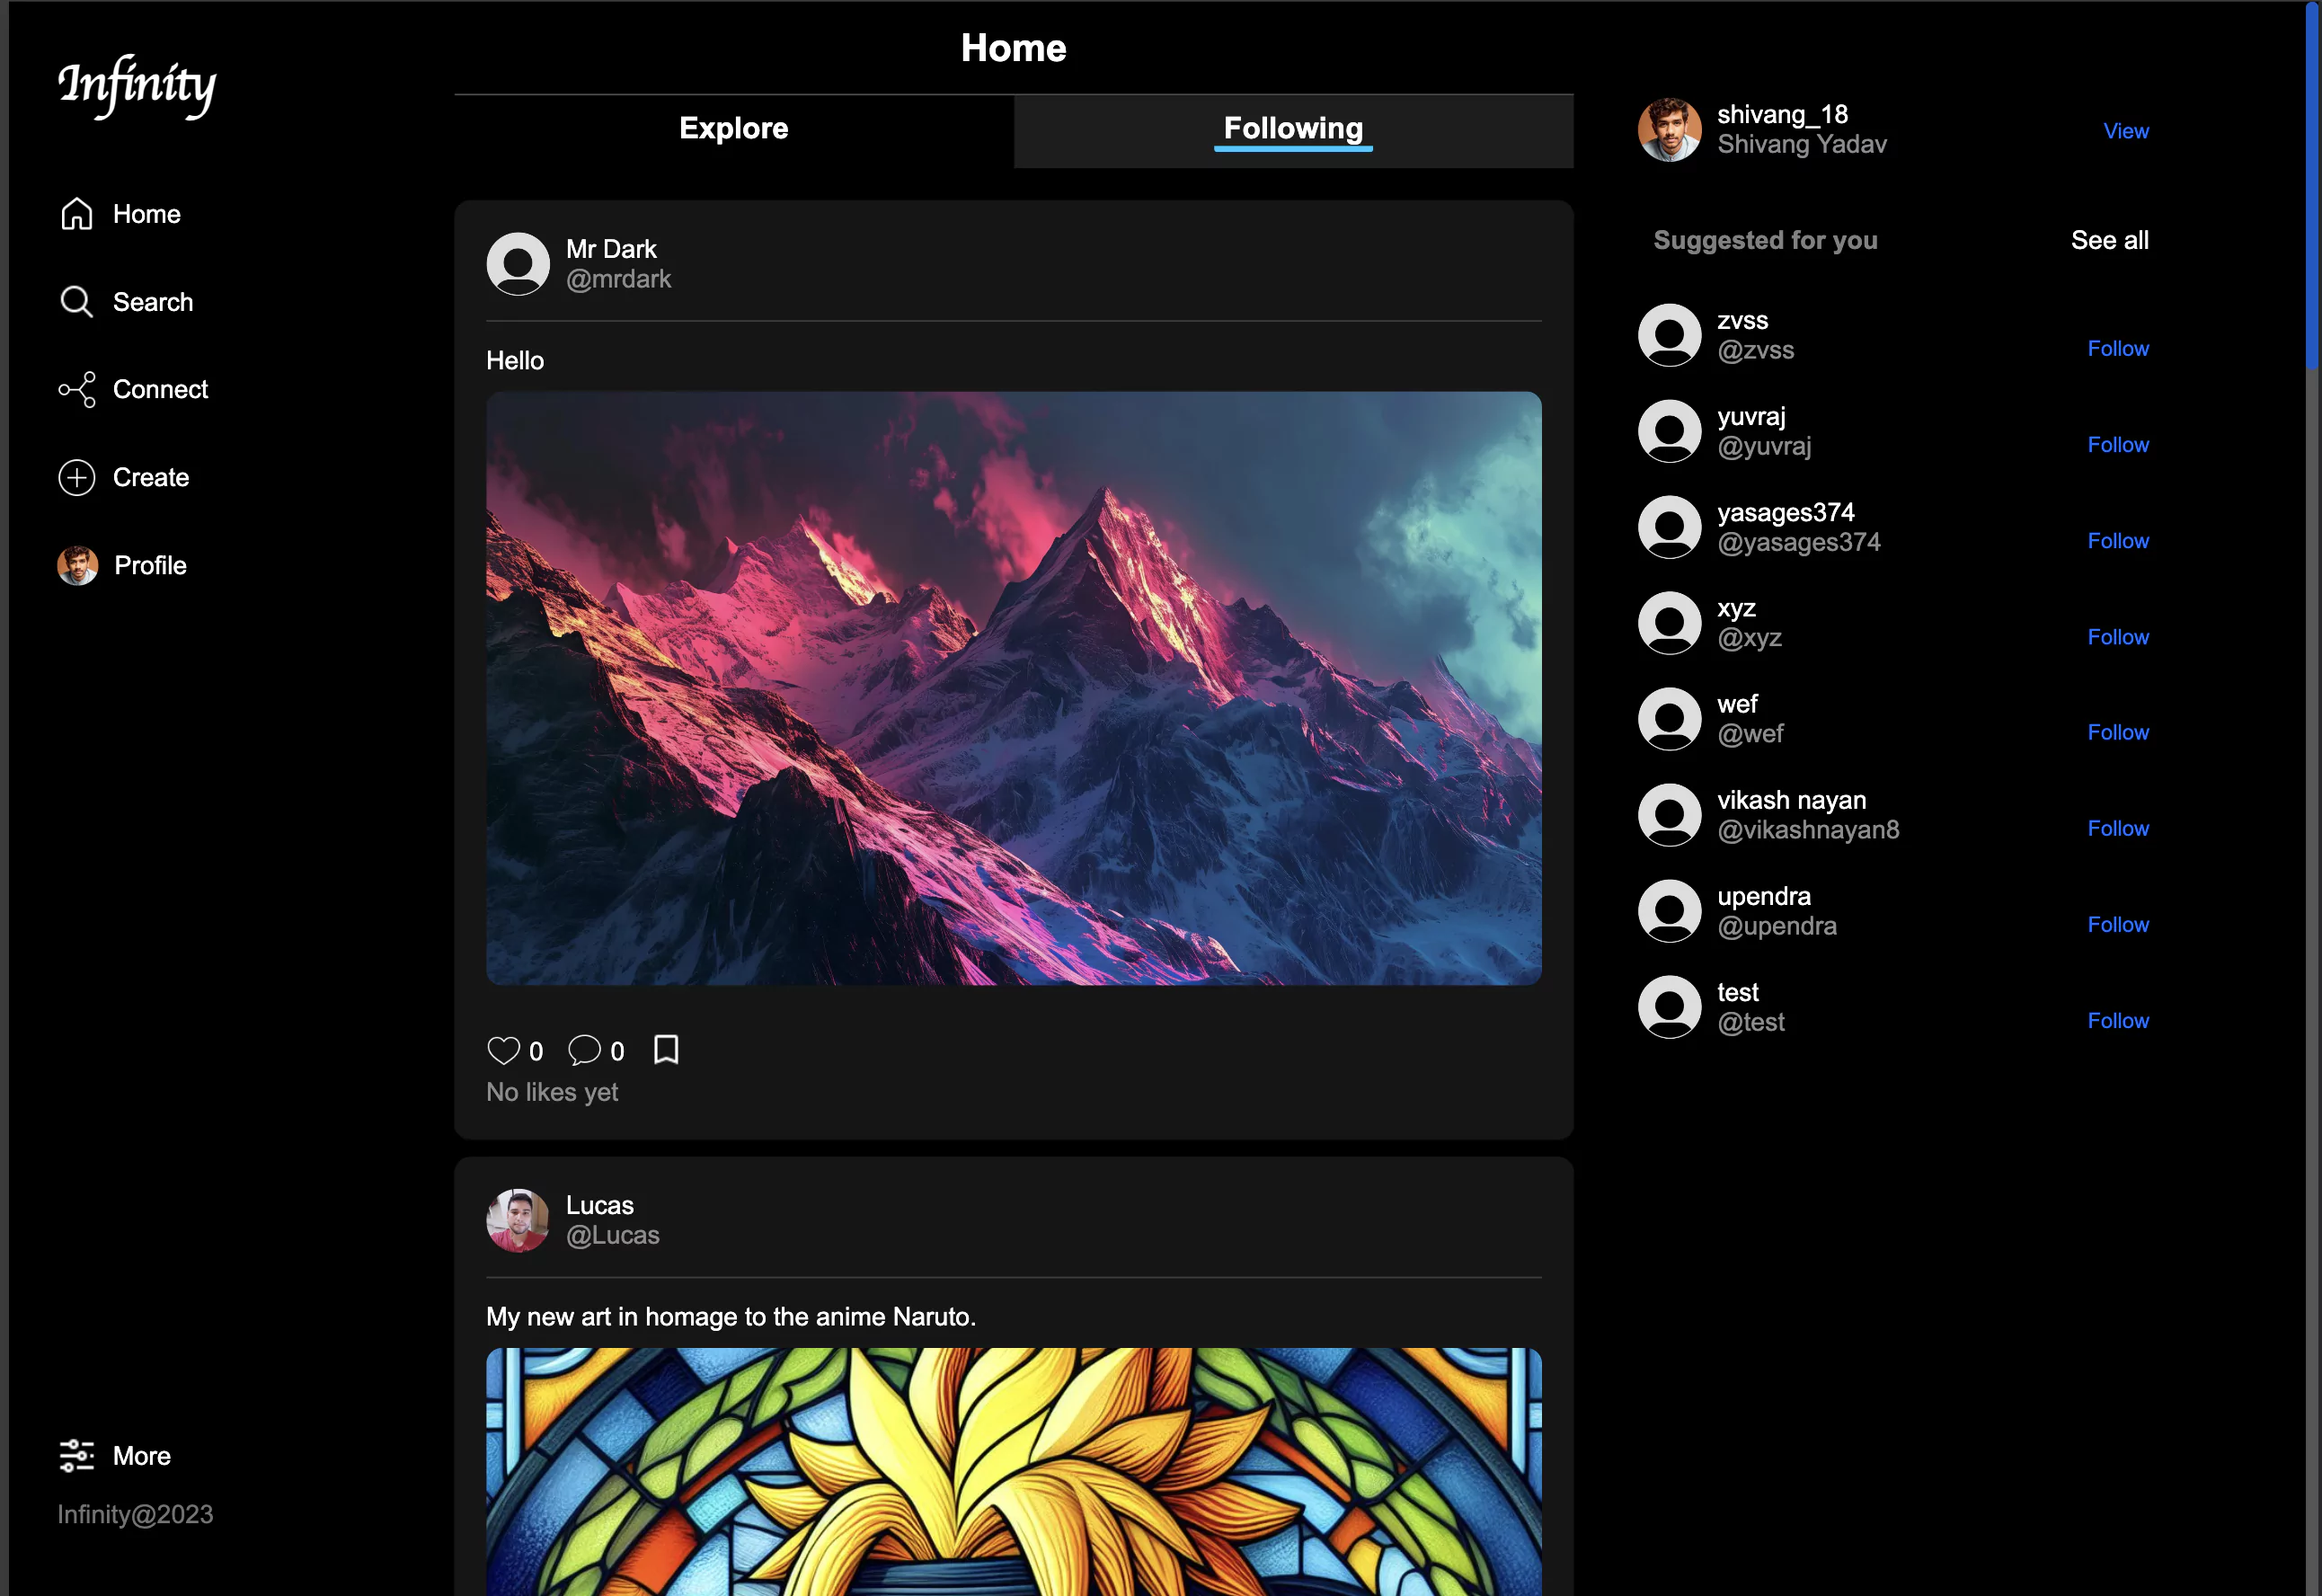 Infinity
Home
Search
Connect
Create
Profile
More
Infinity@2023
Home
Explore
Following
Mr Dark
@mrdark
Hello
0
0
No likes yet
Lucas
@Lucas
My new art in homage to the anime Naruto.
shivang_18
Shivang Yadav
View
Suggested for you
See all
zvss
@zvss
Follow
yuvraj
@yuvraj
Follow
yasages374
@yasages374
Follow
xyz
@xyz
Follow
wef
@wef
Follow
vikash nayan
@vikashnayan8
Follow
upendra
@upendra
Follow
test
@test
Follow